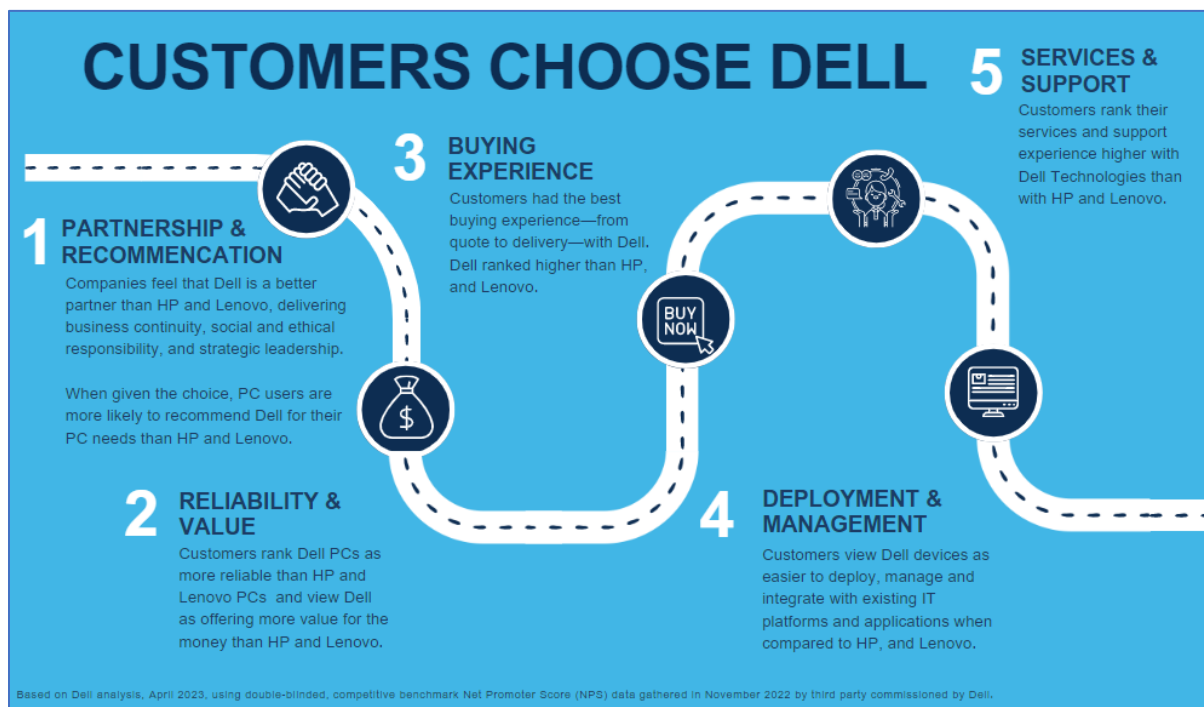 CUSTOMERS CHOOSE DELL
1
PARTNERSHIP &
RECOMMENCATION
Companies feel that Dell is a better
partner than HP and Lenovo, delivering
business continuity, social and ethical
responsibility, and strategic leadership.
When given the choice, PC users are
more likely to recommend Dell for their
PC needs than HP and Lenovo.
2
RELIABILITY &
VALUE
Customers rank Dell PCs as
more reliable than HP and
Lenovo PCs and view Dell
as offering more value for the
money than HP and Lenovo.
$
3
BUYING
EXPERIENCE
Customers had the best
buying experience—from
quote to delivery—with Dell.
Dell ranked higher than HP,
and Lenovo.
BUY
NOW
4
DEPLOYMENT &
MANAGEMENT
Customers view Dell devices as
easier to deploy, manage and
integrate with existing IT
platforms and applications when
compared to HP, and Lenovo.
5
SERVICES &
SUPPORT
Customers rank their
services and support
experience higher with
Dell Technologies than
with HP and Lenovo.
Based on Dell analysis, April 2023, using double-blinded, competitive benchmark Net Promoter Score (NPS) data gathered in November 2022 by third party commissioned by Dell.